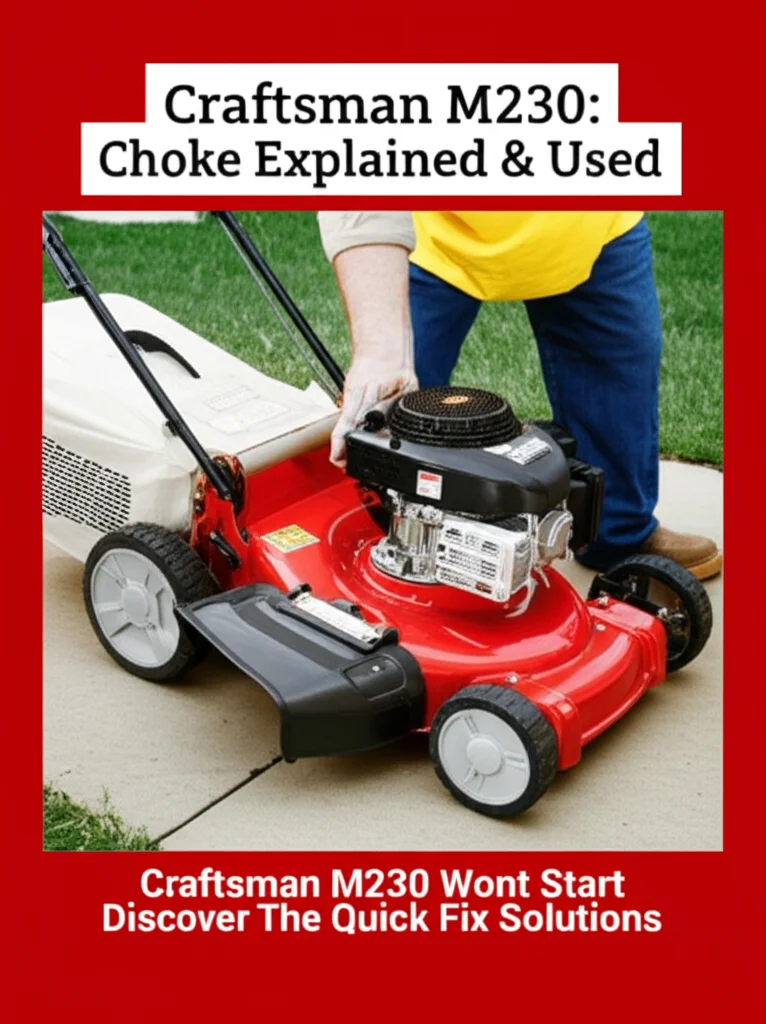 Craftsman M230:
Choke Explained & Used
Craftsman M230 Wont Start
Discover The Quick Fix Solutions